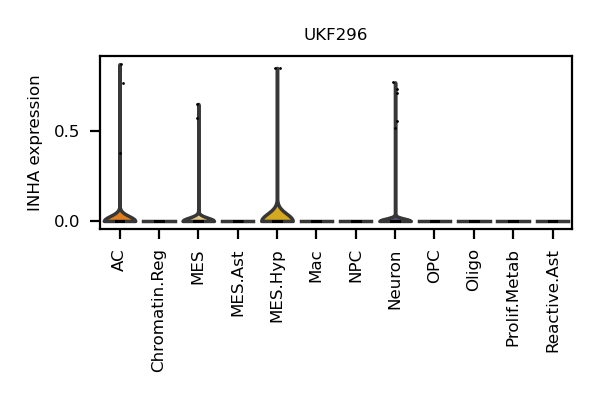 UKF296
INHA expression
0.5
0.0
AC
Chromatin.Reg
MES
MES.Ast
MES.Hyp
Mac
NPC
Neuron
OPC
Oligo
Prolif.Metab
Reactive.Ast